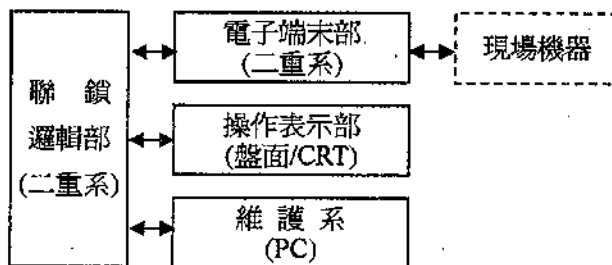 聯鎖
邏輯部
(二重系)
電子端末部
(二重系)
現場機器
操作表示部
(盤面/CRT)
維護系
(PC)